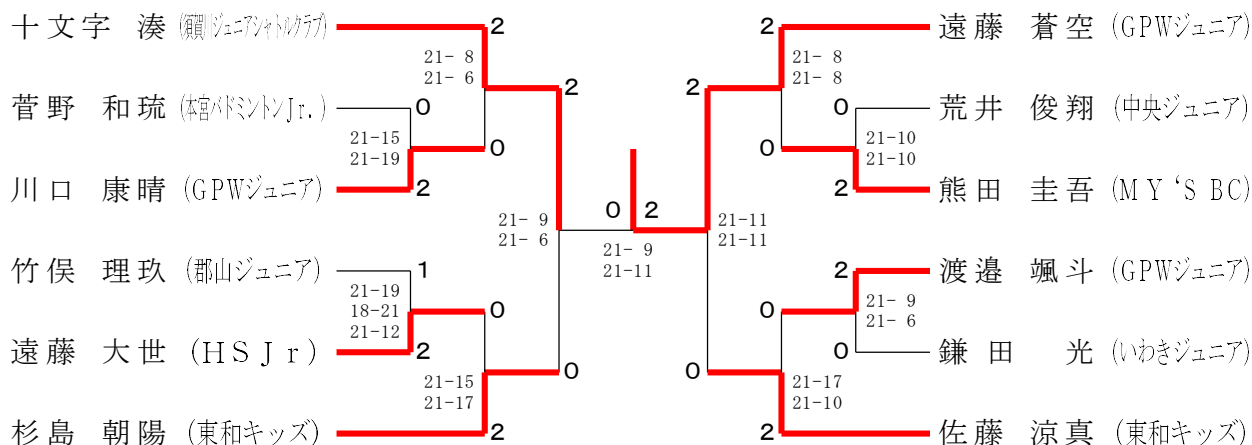 十文字 湊 (須賀川ジュニアシャトルクラブ) 2 2 遠藤 蒼空 (GPWジュニア)
21- 8 21- 8
21- 6 2 2 21- 8
菅野 和琉 (本宮バドミントンJr.) 0 0 荒井 俊翔 (中央ジュニア)
21-15 21-10
21-19 0 0 21-10
川口 康晴 (GPWジュニア) 2 2 熊田 圭吾 (MY‘S BC)
21- 9 0 2 21-11
21- 6 21- 9 21-11
21-11
竹俣 理玖 (郡山ジュニア) 1 2 渡邉 颯斗 (GPWジュニア)
21-19 21- 9
18-21 0 0 21- 6
21-12
遠藤 大世 (HSJr) 2 0 鎌田 光 (いわきジュニア)
21-15 0 0 21-17
21-17 21-10
杉島 朝陽 (東和キッズ) 2 2 佐藤 涼真 (東和キッズ)